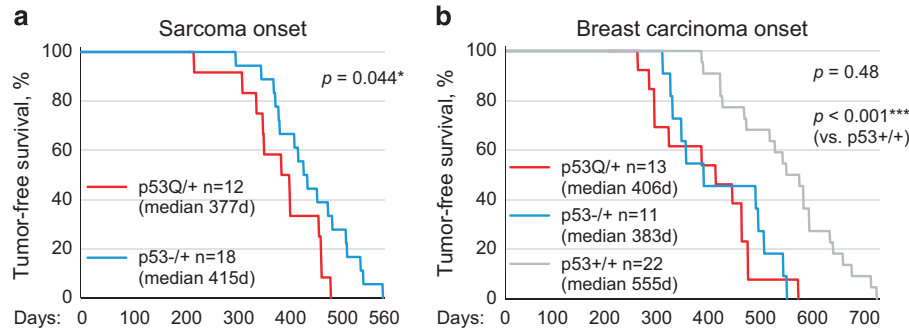 a
Sarcoma onset
Tumor-free survival, %
100
80
60
40
20
0
p = 0.044*
p53Q/+ n=12
(median 377d)
p53-/+ n=18
(median 415d)
Days: 0 100 200 300 400 500 560
b
Breast carcinoma onset
Tumor-free survival, %
100
80
60
40
20
0
p = 0.48
p < 0.001***
(vs. p53+/+)
p53Q/+ n=13
(median 406d)
p53-/+ n=11
(median 383d)
p53+/+ n=22
(median 555d)
Days: 0 100 200 300 400 500 600 700